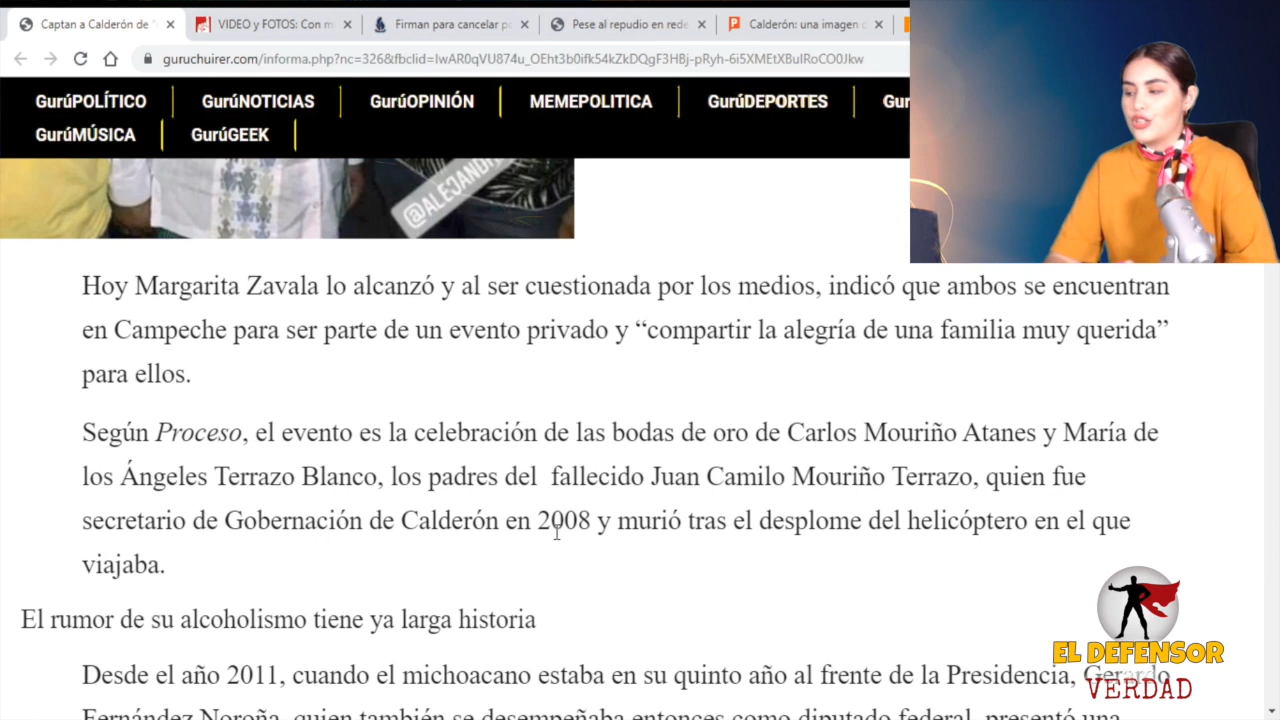 Captan a Calderón de "
VIDEO y FOTOS: Con m
Firman para cancelar p
Pese al repudio en rede
Calderón: una imagen
guruchuirer.com/informa.php?nc=326&fbclid=IwAR0qVU874u_OEht3b0ifk54kZkDQgF3HBj-pRyh-6i5XMEtXBuIRoCO0Jkw
GurúPOLÍTICO GurúNOTICIAS GurúOPINIÓN MEMEPOLITICA GurúDEPORTES Gur
GurúMÚSICA GurúGEEK
Hoy Margarita Zavala lo alcanzó y al ser cuestionada por los medios, indicó que ambos se encuentran
en Campeche para ser parte de un evento privado y “compartir la alegría de una familia muy querida”
para ellos.
Según Proceso, el evento es la celebración de las bodas de oro de Carlos Mouriño Atanes y María de
los Ángeles Terrazo Blanco, los padres del fallecido Juan Camilo Mouriño Terrazo, quien fue
secretario de Gobernación de Calderón en 2008 y murió tras el desplome del helicóptero en el que
viajaba.
El rumor de su alcoholismo tiene ya larga historia
EL DEFENSOR
VERDAD
Desde el año 2011, cuando el michoacano estaba en su quinto año al frente de la Presidencia, Gerardo
Fernández Noroña, quien también se desempeñaba entonces como diputado federal, presentó una